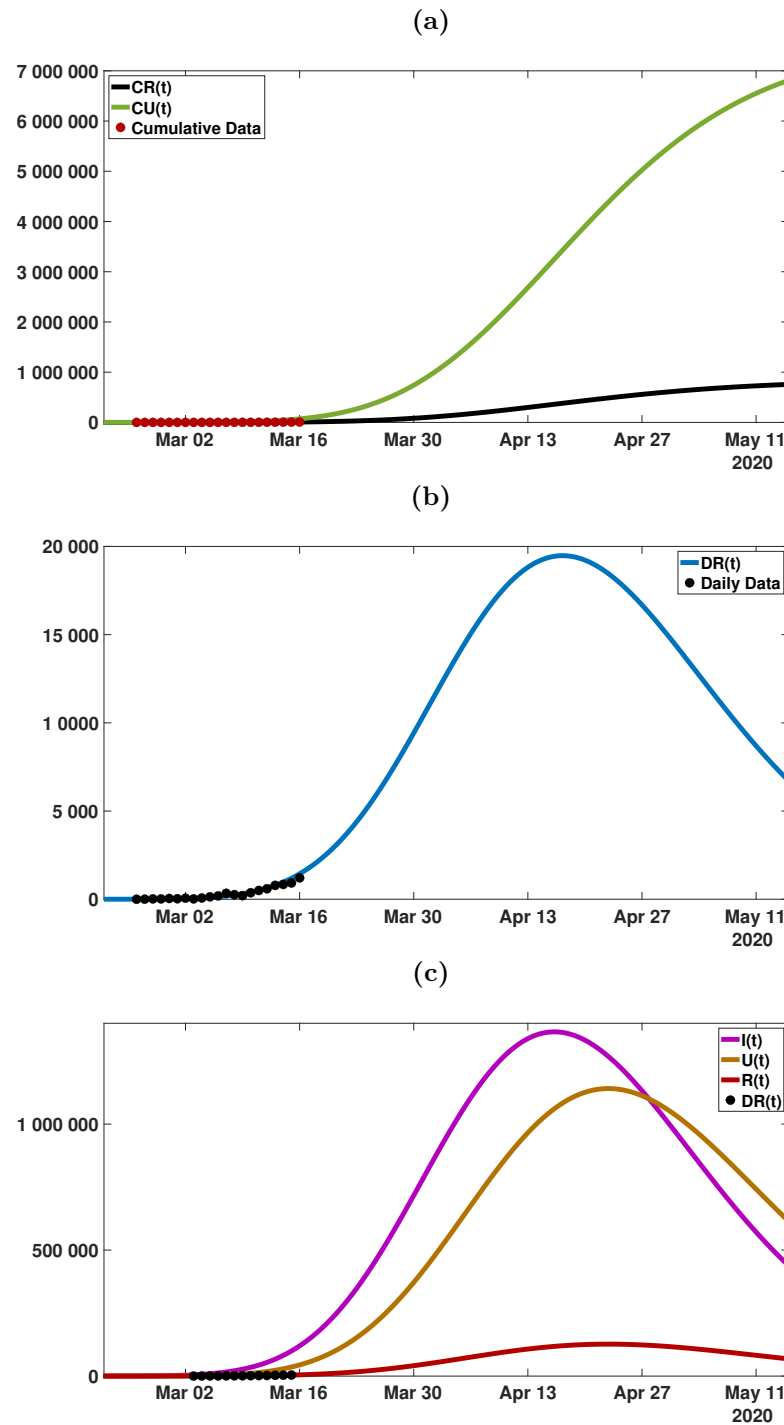 (a)
7 000 000
6 000 000
5 000 000
4 000 000
3 000 000
2 000 000
1 000 000
0
CR(t)
CU(t)
Cumulative Data
Mar 02 Mar 16 Mar 30 Apr 13 Apr 27 May 11
2020
(b)
20 000
15 000
1 0000
5 000
0
DR(t)
Daily Data
Mar 02 Mar 16 Mar 30 Apr 13 Apr 27 May 11
2020
(c)
1 000 000
500 000
0
I(t)
U(t)
R(t)
DR(t)
Mar 02 Mar 16 Mar 30 Apr 13 Apr 27 May 11
2020